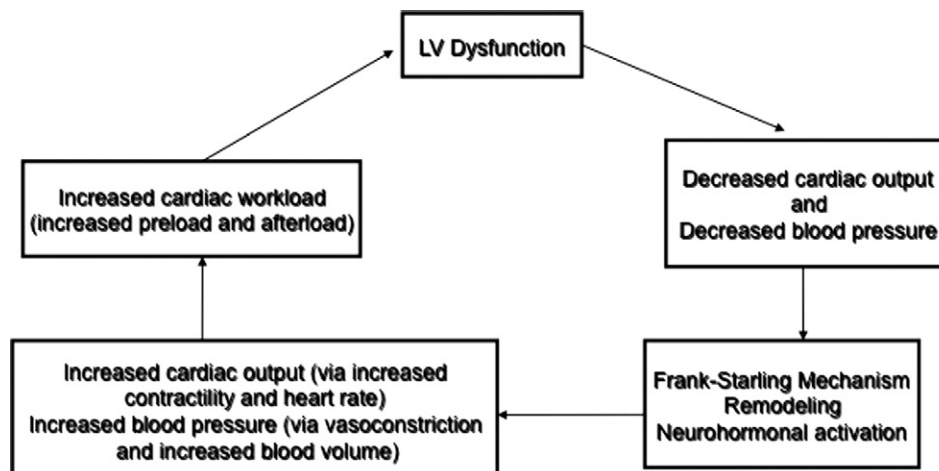 LV Dysfunction
Decreased cardiac output
and
Decreased blood pressure
Frank-Starling Mechanism
Remodeling
Neurohormonal activation
Increased cardiac output (via increased
contractility and heart rate)
Increased blood pressure (via vasoconstriction
and increased blood volume)
Increased cardiac workload
(increased preload and afterload)